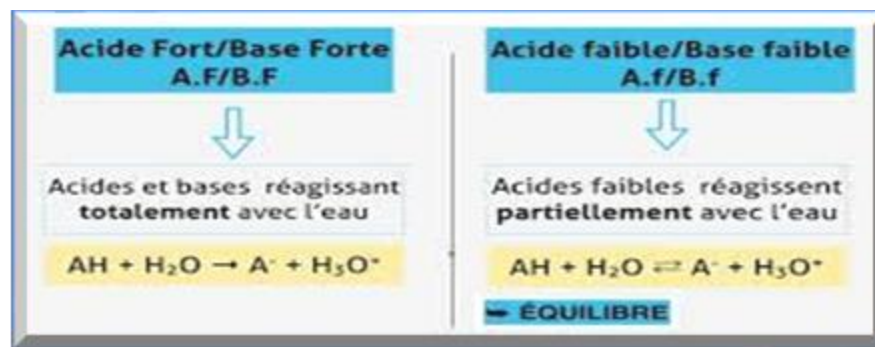 Acide Fort/Base Forte
A.F/B.F
Acides et bases réagissant
totalement avec l'eau
AH + H₂O → A⁻ + H₃O⁺
Acide faible/Base faible
A.f/B.f
Acides faibles réagissent
partiellement avec l'eau
AH + H₂O ⇌ A⁻ + H₃O⁺
➡ ÉQUILIBRE